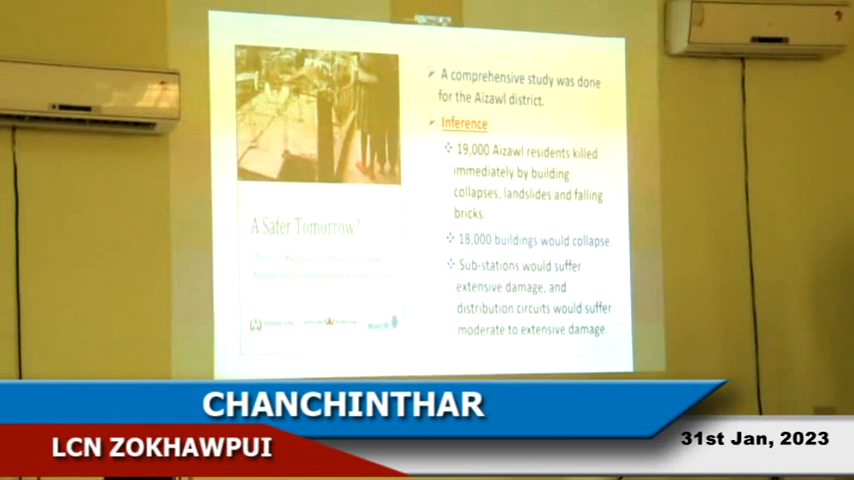 A comprehensive study was done
for the Aizawl district.
Inference
19,000 Aizawl residents killed
immediately by building
collapses, landslides and falling
bricks.
18,000 buildings would collapse
Sub-stations would suffer
extensive damage, and
distribution circuits would suffer
moderate to extensive damage.
A Safer Tomorrow?
CHANCHINTHAR
LCN ZOKHAWPUI
31st Jan, 2023